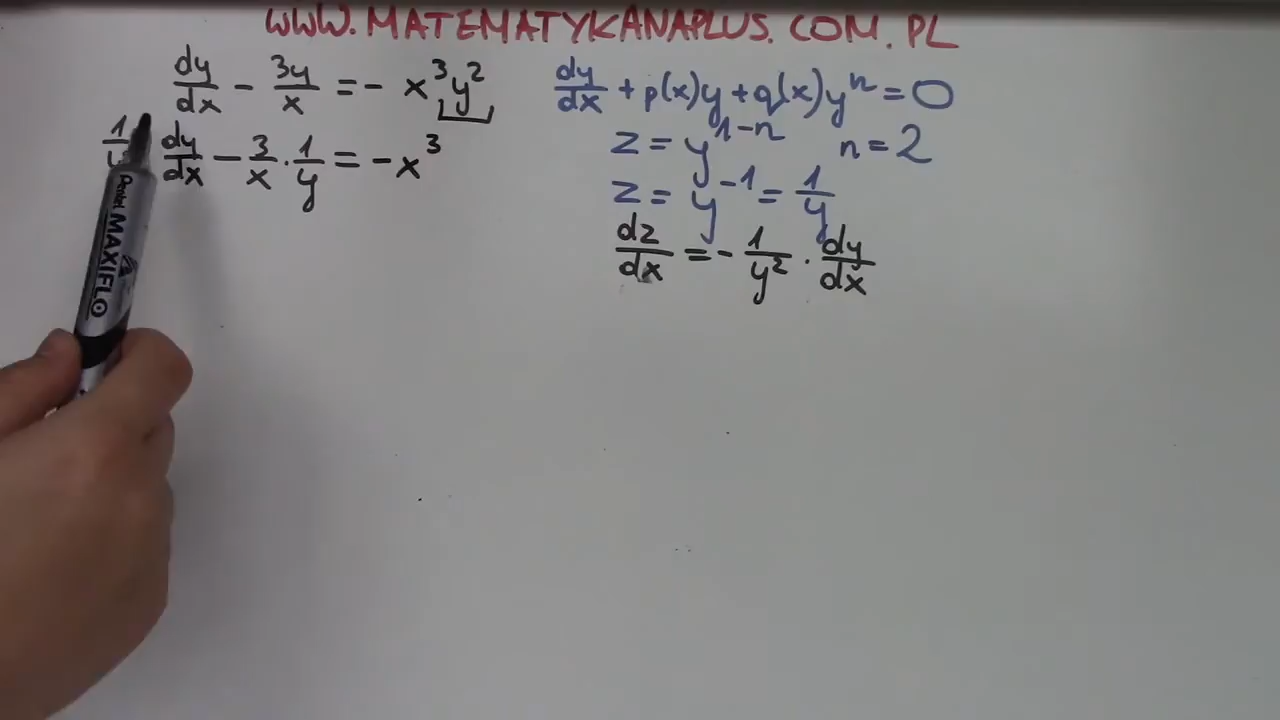 WWW.MATEMATYKANAPLUS.COM.PL
dy/dx - 3y/x = - x³y²
dy/dx - 3/x · 1/y = -x³
dy/dx + p(x)y + q(x)yⁿ = 0
z = y¹⁻ⁿ n = 2
z = y⁻¹ = 1/y
dz/dx = - 1/y² · dy/dx
Pentel MAXIFLO